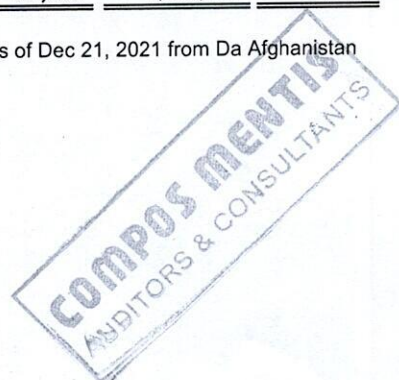 s of Dec 21, 2021 from Da Afghanistan
COMPOS MENTIS
AUDITORS & CONSULTANTS